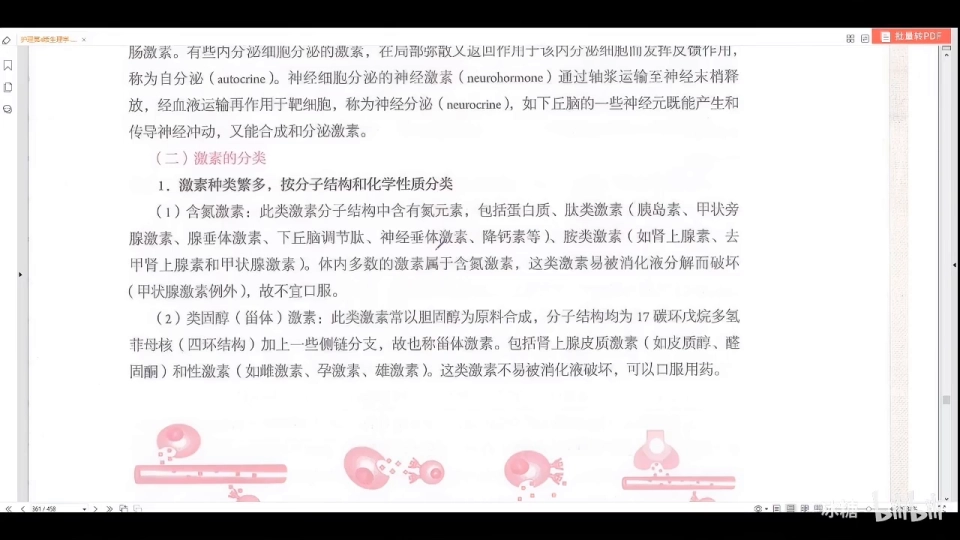 批量转PDF
肠激素。有些内分泌细胞分泌的激素，在局部弥散又返回作用于该内分泌细胞而发挥反馈作用，
称为自分泌（autocrine）。神经细胞分泌的神经激素（neurohormone）通过轴浆运输至神经末梢释
放，经血液运输再作用于靶细胞，称为神经分泌（neurocrine），如下丘脑的一些神经元既能产生和
传导神经冲动，又能合成和分泌激素。
（二）激素的分类
1．激素种类繁多，按分子结构和化学性质分类
（1）含氮激素：此类激素分子结构中含有氮元素，包括蛋白质、肽类激素（胰岛素、甲状旁
腺激素、腺垂体激素、下丘脑调节肽、神经垂体激素、降钙素等）、胺类激素（如肾上腺素、去
甲肾上腺素和甲状腺激素）。体内多数的激素属于含氮激素，这类激素易被消化液分解而破坏
（甲状腺激素例外），故不宜口服。
（2）类固醇（甾体）激素：此类激素常以胆固醇为原料合成，分子结构均为 17 碳环戊烷多氢
菲母核（四环结构）加上一些侧链分支，故也称甾体激素。包括肾上腺皮质激素（如皮质醇、醛
固酮）和性激素（如雌激素、孕激素、雄激素）。这类激素不易被消化液破坏，可以口服用药。
361 / 458
bilibili